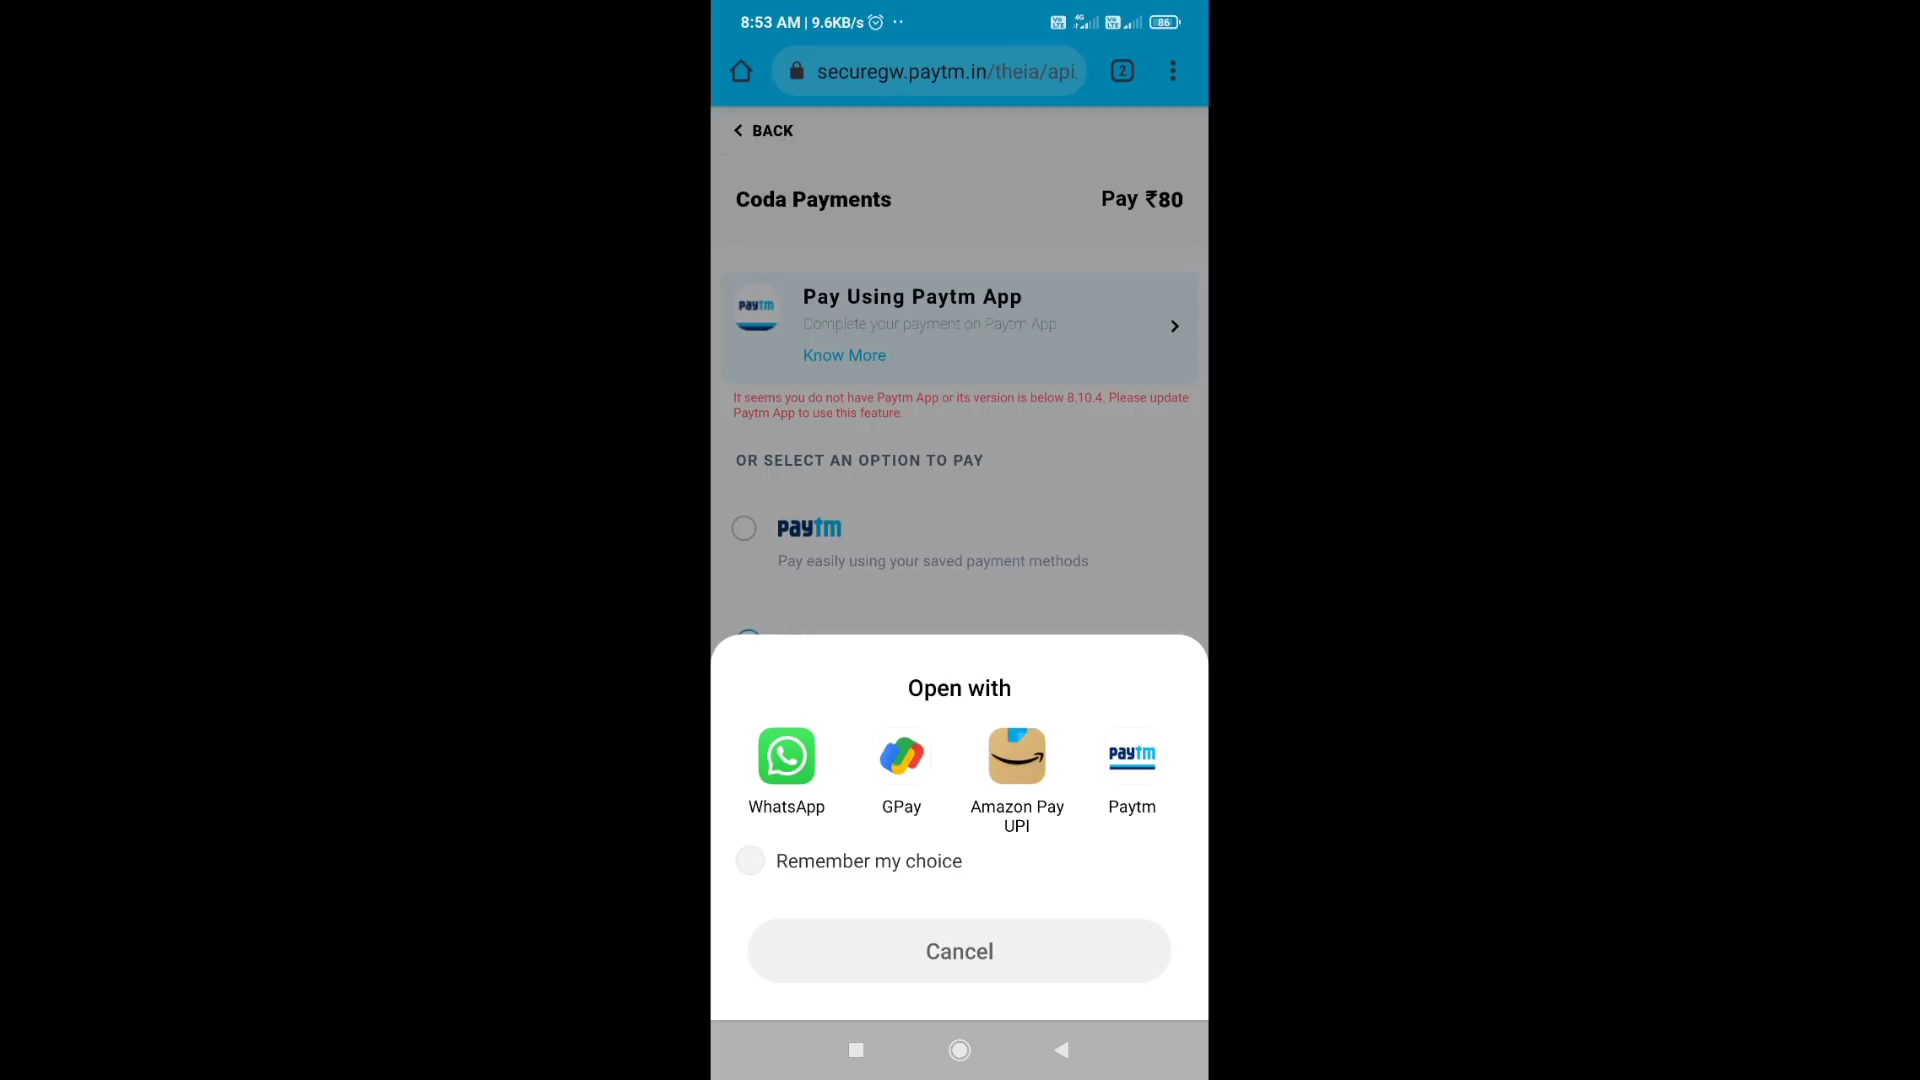 8:53 AM | 9.6KB/s
4G
86
securegw.paytm.in/theia/api.
2
BACK
Coda Payments
Pay ₹80
paytm
Pay Using Paytm App
Complete your payment on Paytm App
Know More
It seems you do not have Paytm App or its version is below 8.10.4. Please update
Paytm App to use this feature.
OR SELECT AN OPTION TO PAY
paytm
Pay easily using your saved payment methods
Open with
paytm
WhatsApp
GPay
Amazon Pay
UPI
Paytm
Remember my choice
Cancel